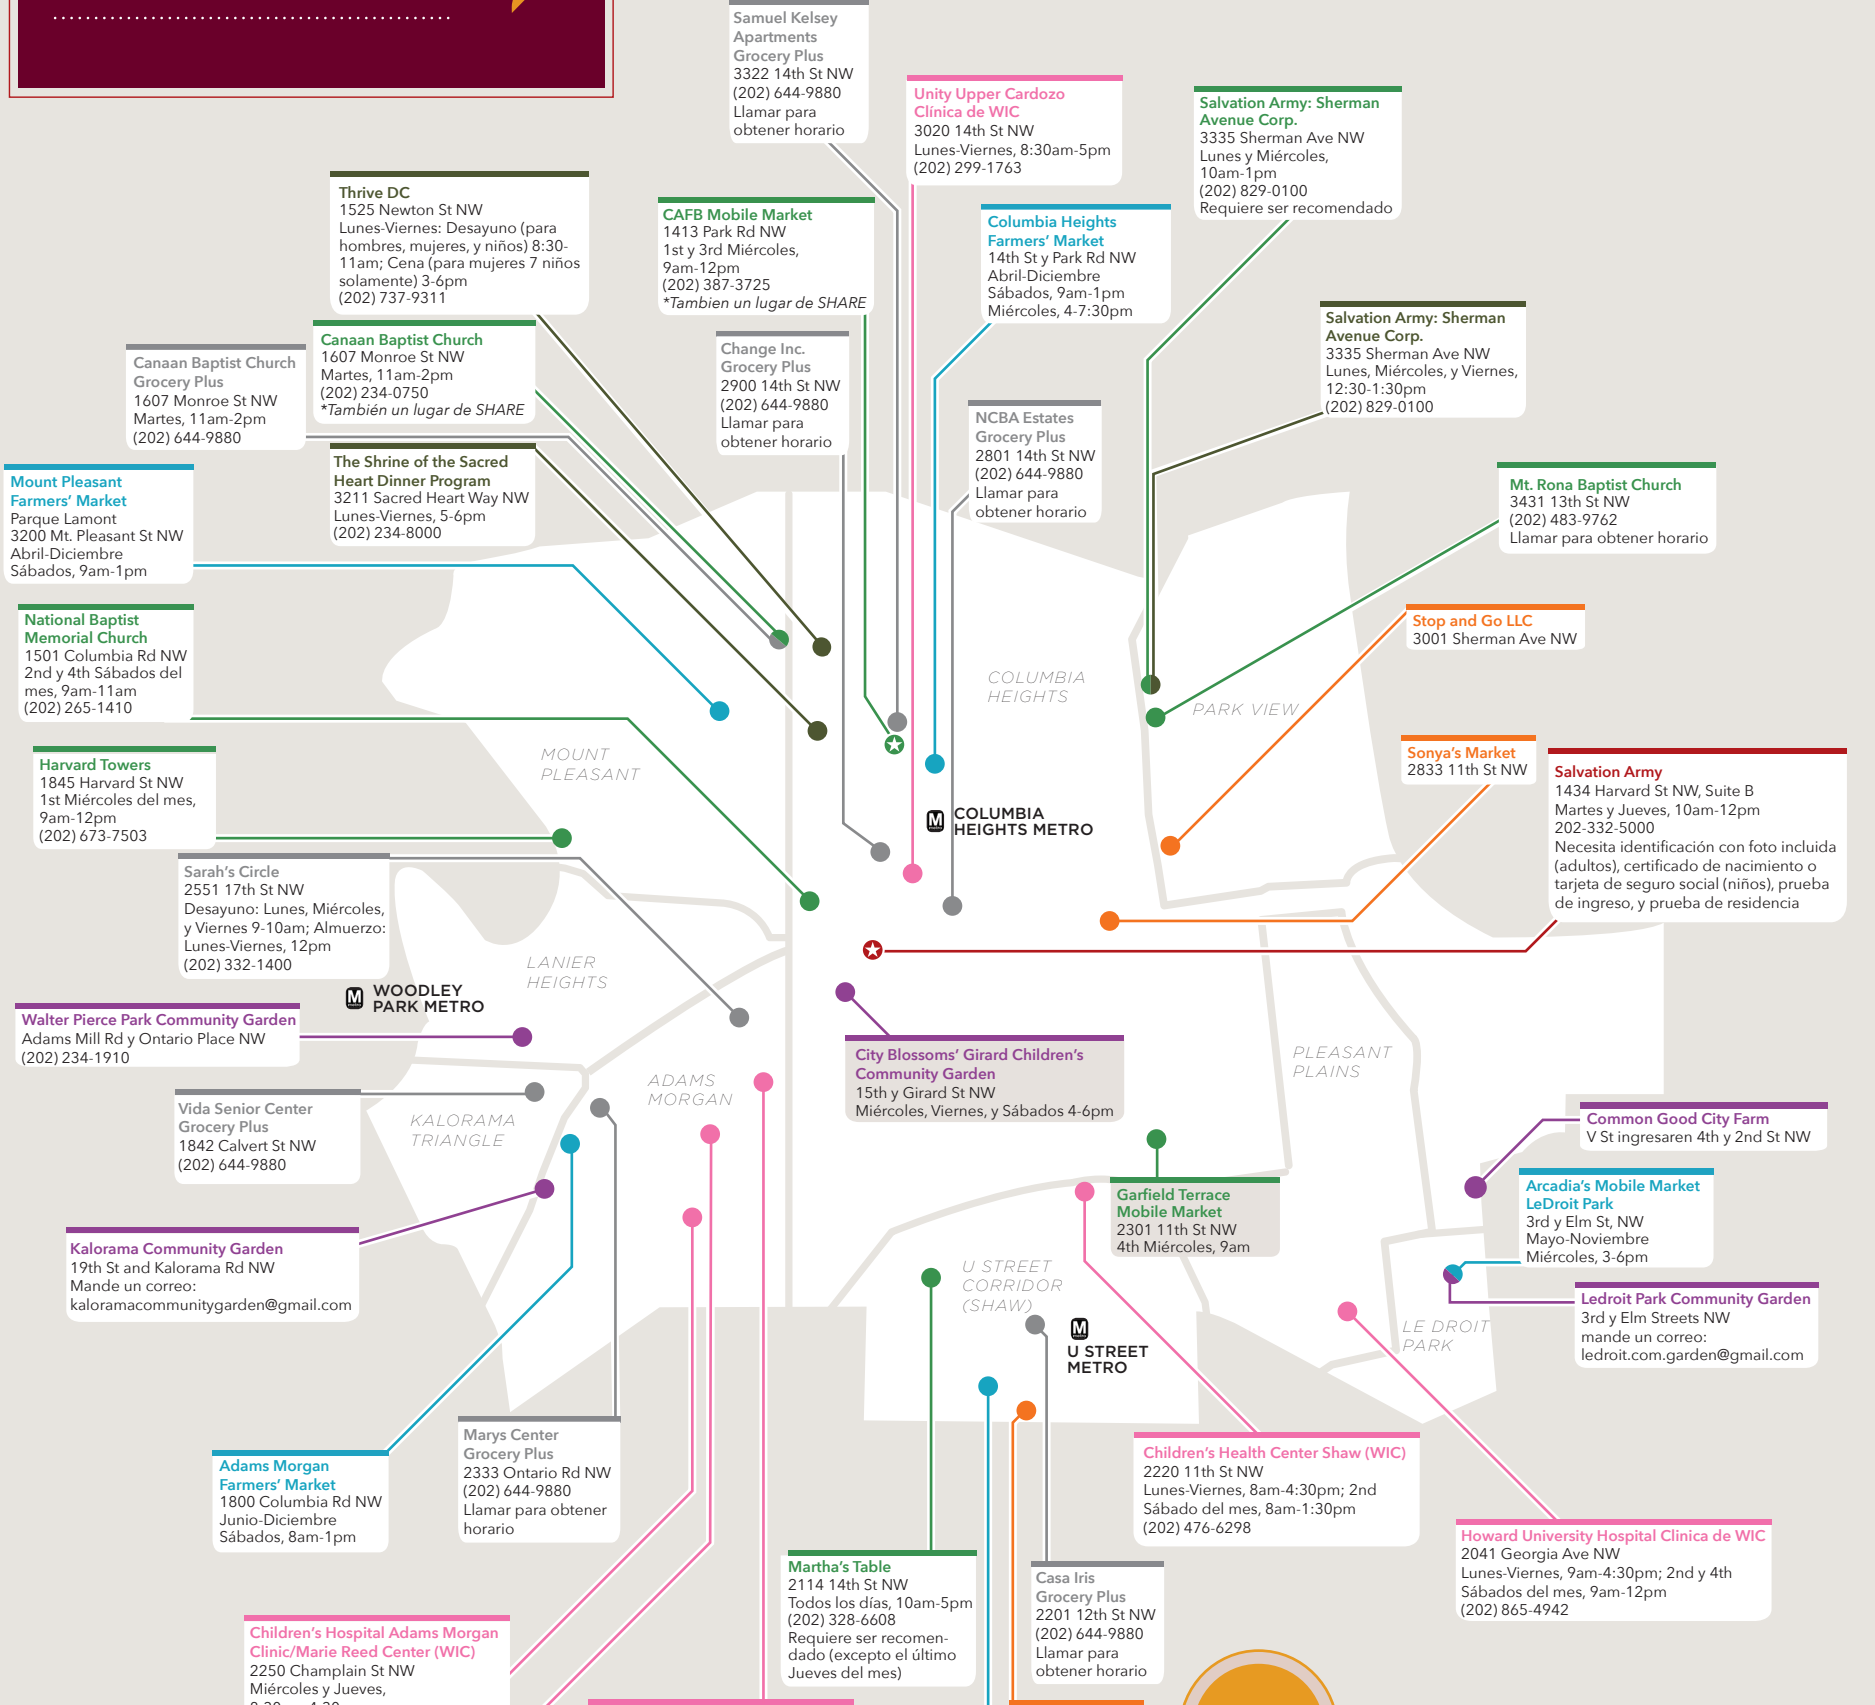 Samuel Kelsey
Apartments
Grocery Plus
3322 14th St NW
(202) 644-9880
Llamar para
obtener horario
Unity Upper Cardozo
Clínica de WIC
3020 14th St NW
Lunes-Viernes, 8:30am-5pm
(202) 299-1763
Salvation Army: Sherman
Avenue Corp.
3335 Sherman Ave NW
Lunes y Miércoles,
10am-1pm
(202) 829-0100
Requiere ser recomendado
Thrive DC
1525 Newton St NW
Lunes-Viernes: Desayuno (para
hombres, mujeres, y niños) 8:30-
11am; Cena (para mujeres 7 niños
solamente) 3-6pm
(202) 737-9311
CAFB Mobile Market
1413 Park Rd NW
1st y 3rd Miércoles,
9am-12pm
(202) 387-3725
*Tambien un lugar de SHARE
Columbia Heights
Farmers' Market
14th St y Park Rd NW
Abril-Diciembre
Sábados, 9am-1pm
Miércoles, 4-7:30pm
Salvation Army: Sherman
Avenue Corp.
3335 Sherman Ave NW
Lunes, Miércoles, y Viernes,
12:30-1:30pm
(202) 829-0100
Canaan Baptist Church
Grocery Plus
1607 Monroe St NW
Martes, 11am-2pm
(202) 644-9880
Canaan Baptist Church
1607 Monroe St NW
Martes, 11am-2pm
(202) 234-0750
*También un lugar de SHARE
Change Inc.
Grocery Plus
2900 14th St NW
(202) 644-9880
Llamar para
obtener horario
NCBA Estates
Grocery Plus
2801 14th St NW
(202) 644-9880
Llamar para
obtener horario
The Shrine of the Sacred
Heart Dinner Program
3211 Sacred Heart Way NW
Lunes-Viernes, 5-6pm
(202) 234-8000
Mount Pleasant
Farmers' Market
Parque Lamont
3200 Mt. Pleasant St NW
Abril-Diciembre
Sábados, 9am-1pm
Mt. Rona Baptist Church
3431 13th St NW
(202) 483-9762
Llamar para obtener horario
National Baptist
Memorial Church
1501 Columbia Rd NW
2nd y 4th Sábados del
mes, 9am-11am
(202) 265-1410
Stop and Go LLC
3001 Sherman Ave NW
COLUMBIA
HEIGHTS
PARK VIEW
MOUNT
PLEASANT
Harvard Towers
1845 Harvard St NW
1st Miércoles del mes,
9am-12pm
(202) 673-7503
Sonya's Market
2833 11th St NW
Salvation Army
1434 Harvard St NW, Suite B
Martes y Jueves, 10am-12pm
202-332-5000
Necesita identificación con foto incluida
(adultos), certificado de nacimiento o
tarjeta de seguro social (niños), prueba
de ingreso, y prueba de residencia
M
COLUMBIA
HEIGHTS METRO
Sarah's Circle
2551 17th St NW
Desayuno: Lunes, Miércoles,
y Viernes 9-10am; Almuerzo:
Lunes-Viernes, 12pm
(202) 332-1400
LANIER
HEIGHTS
M
WOODLEY
PARK METRO
Walter Pierce Park Community Garden
Adams Mill Rd y Ontario Place NW
(202) 234-1910
City Blossoms' Girard Children's
Community Garden
15th y Girard St NW
Miércoles, Viernes, y Sábados 4-6pm
PLEASANT
PLAINS
ADAMS
MORGAN
Vida Senior Center
Grocery Plus
1842 Calvert St NW
(202) 644-9880
KALORAMA
TRIANGLE
Common Good City Farm
V St ingresaren 4th y 2nd St NW
Garfield Terrace
Mobile Market
2301 11th St NW
4th Miércoles, 9am
Arcadia's Mobile Market
LeDroit Park
3rd y Elm St, NW
Mayo-Noviembre
Miércoles, 3-6pm
Kalorama Community Garden
19th St and Kalorama Rd NW
Mande un correo:
kaloramacommunitygarden@gmail.com
U STREET
CORRIDOR
(SHAW)
M
U STREET
METRO
LE DROIT
PARK
Ledroit Park Community Garden
3rd y Elm Streets NW
mande un correo:
ledroit.com.garden@gmail.com
Adams Morgan
Farmers' Market
1800 Columbia Rd NW
Junio-Diciembre
Sábados, 8am-1pm
Marys Center
Grocery Plus
2333 Ontario Rd NW
(202) 644-9880
Llamar para obtener
horario
Children's Health Center Shaw (WIC)
2220 11th St NW
Lunes-Viernes, 8am-4:30pm; 2nd
Sábado del mes, 8am-1:30pm
(202) 476-6298
Howard University Hospital Clinica de WIC
2041 Georgia Ave NW
Lunes-Viernes, 9am-4:30pm; 2nd y 4th
Sábados del mes, 9am-12pm
(202) 865-4942
Martha's Table
2114 14th St NW
Todos los días, 10am-5pm
(202) 328-6608
Requiere ser recomen-
dado (excepto el último
Jueves del mes)
Casa Iris
Grocery Plus
2201 12th St NW
(202) 644-9880
Llamar para
obtener horario
Children's Hospital Adams Morgan
Clinic/Marie Reed Center (WIC)
2250 Champlain St NW
Miércoles y Jueves,